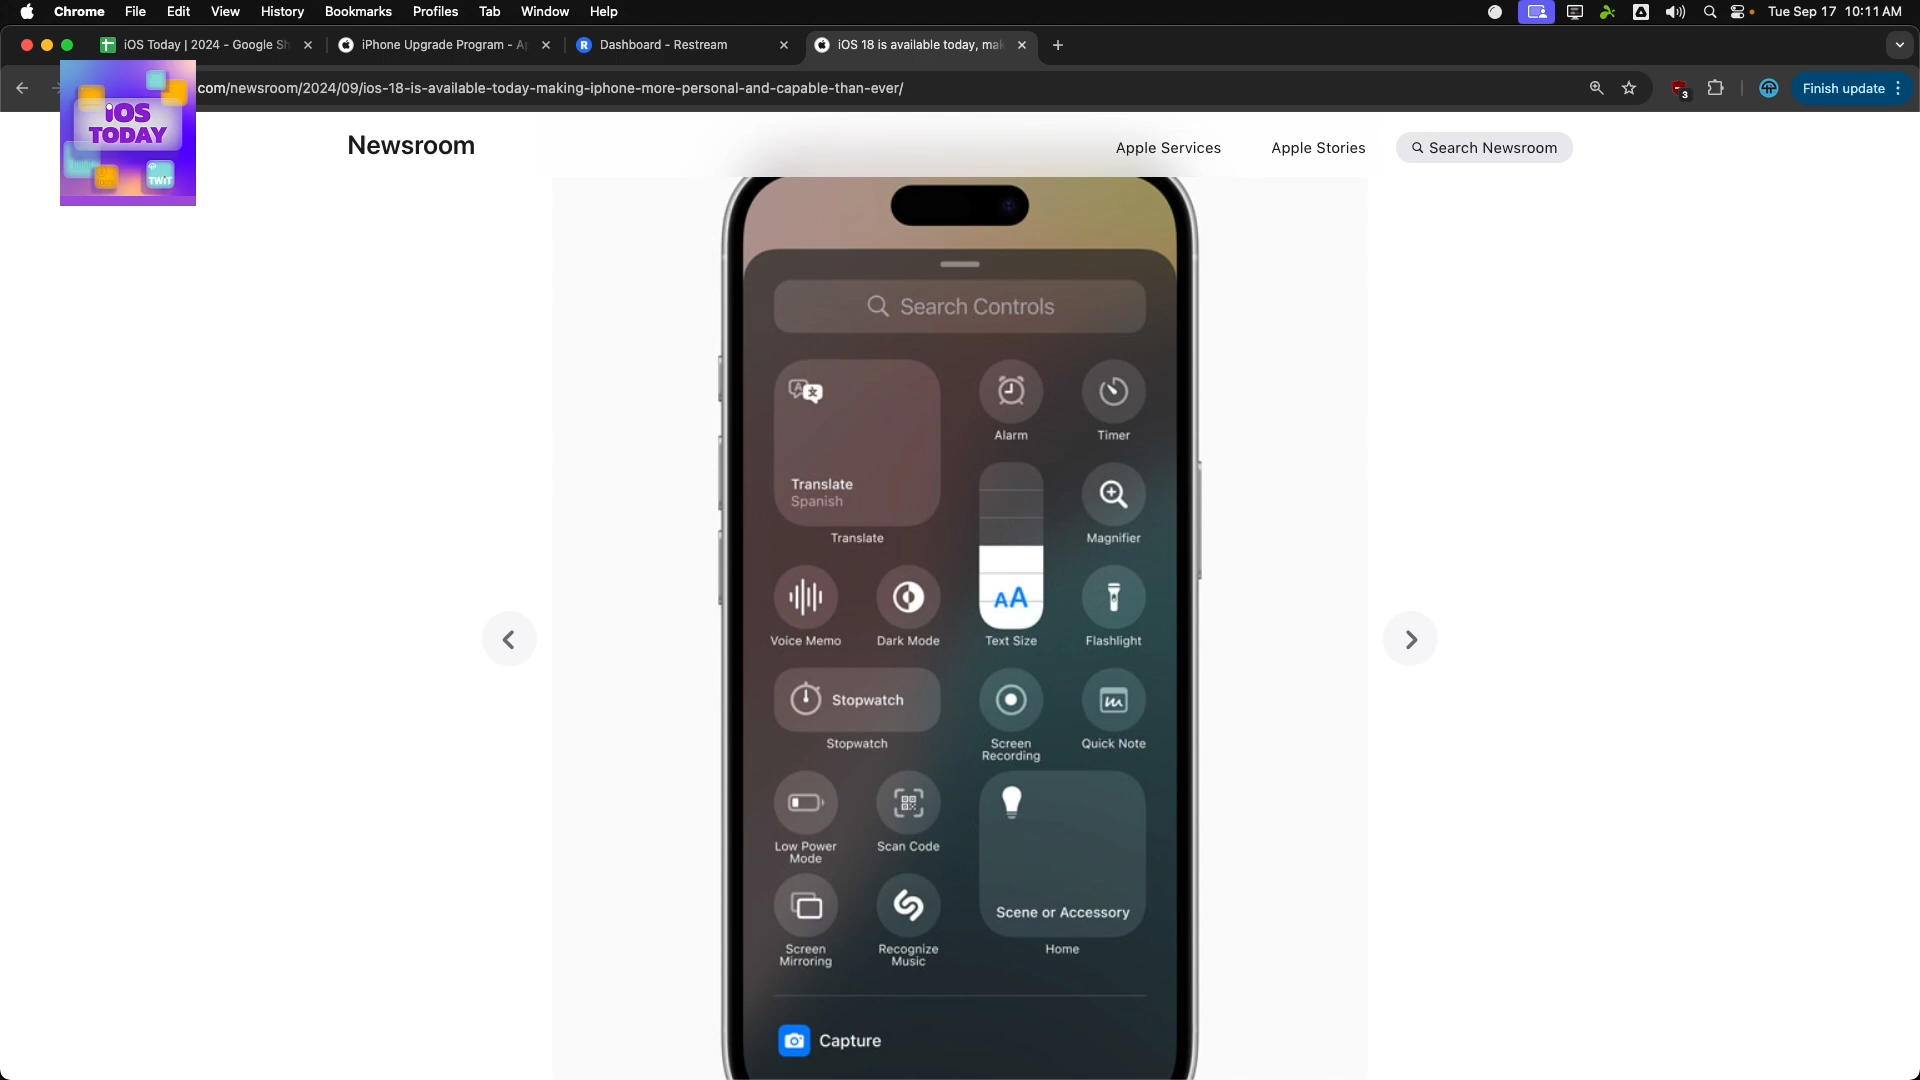 Chrome File Edit View History Bookmarks Profiles Tab Window Help Tue Sep 17 10:11 AM
iOS Today | 2024 - Google Sh iPhone Upgrade Program - Ap Dashboard - Restream iOS 18 is available today, mak
com/newsroom/2024/09/ios-18-is-available-today-making-iphone-more-personal-and-capable-than-ever/ 3 Finish update
iOS
TODAY
TWiT
Newsroom Apple Services Apple Stories Search Newsroom
Search Controls
Alarm Timer
Translate
Spanish
Translate Magnifier
AA
Voice Memo Dark Mode Text Size Flashlight
Stopwatch
Stopwatch Screen Recording Quick Note
Low Power Mode Scan Code
Scene or Accessory
Screen Mirroring Recognize Music Home
Capture